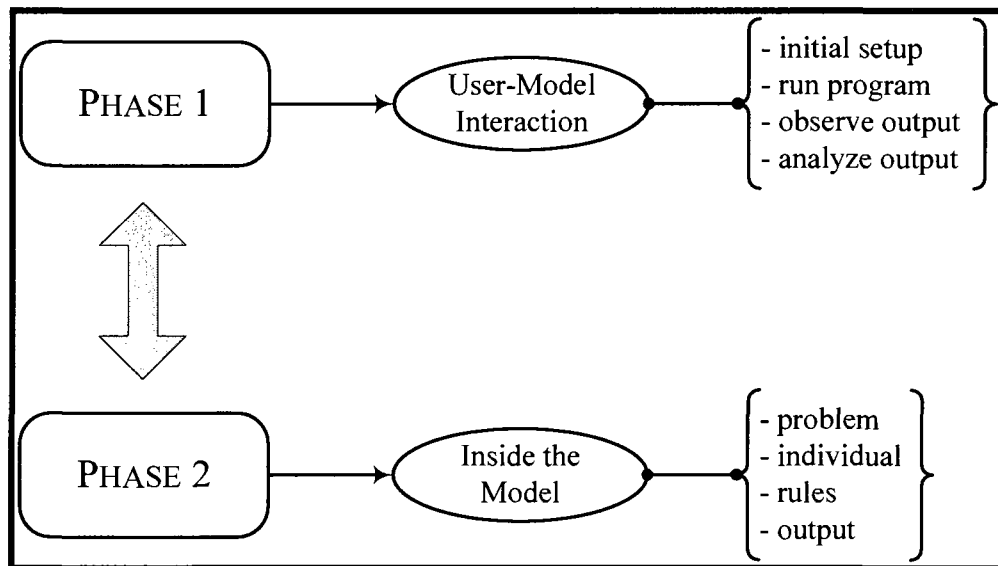 PHASE 1
User-Model
Interaction
- initial setup
- run program
- observe output
- analyze output
PHASE 2
Inside the
Model
- problem
- individual
- rules
- output